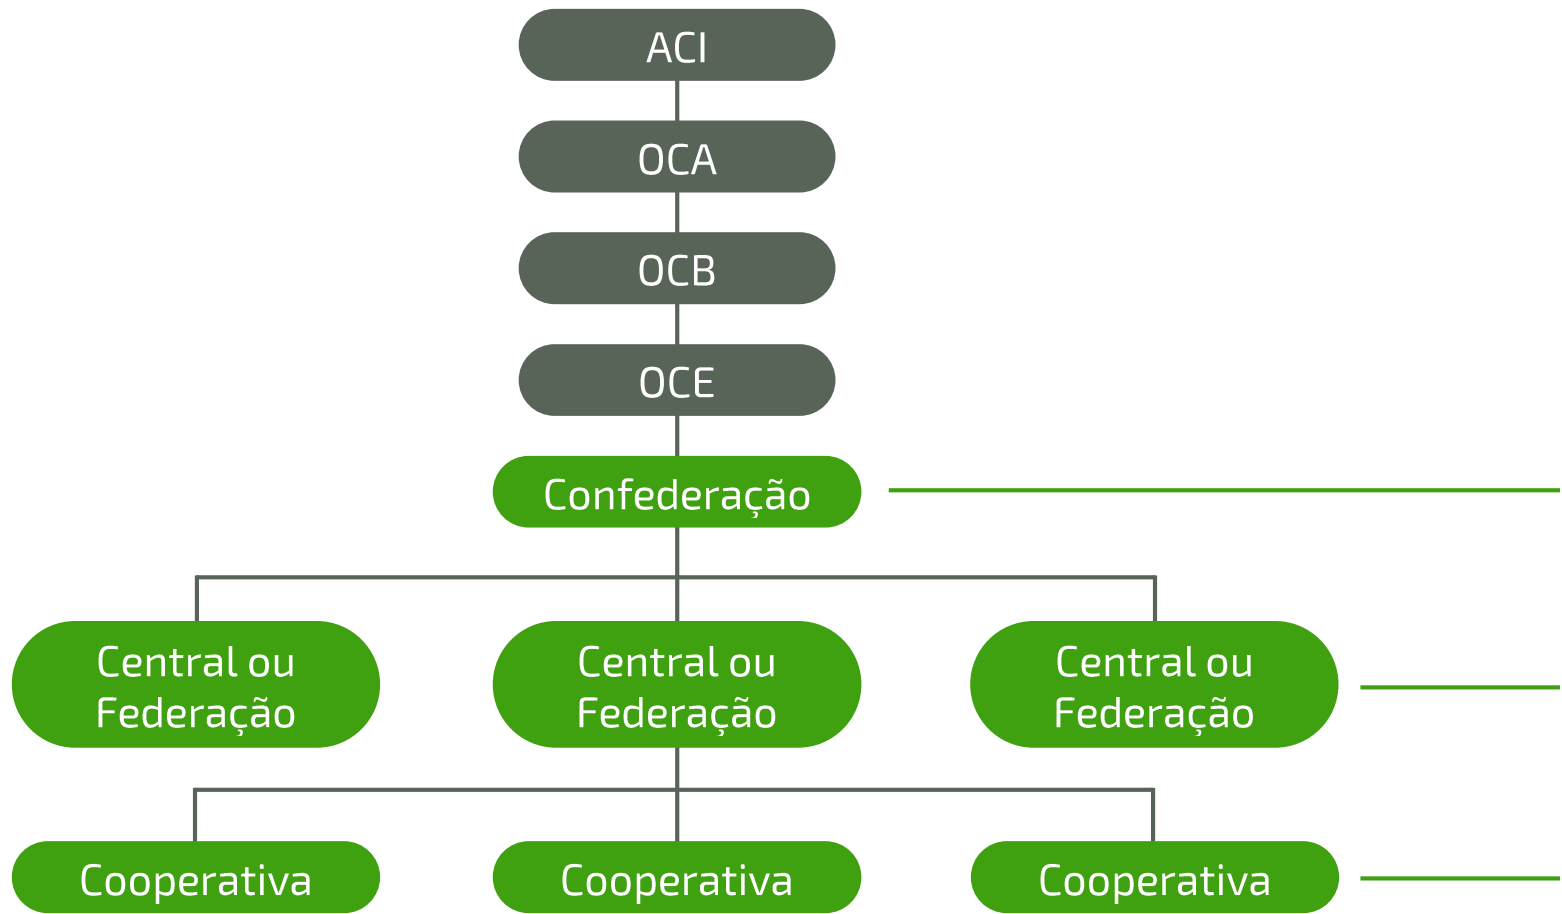 ACI
OCA
OCB
OCE
Confederação
Central ou
Federação
Central ou
Federação
Central ou
Federação
Cooperativa
Cooperativa
Cooperativa